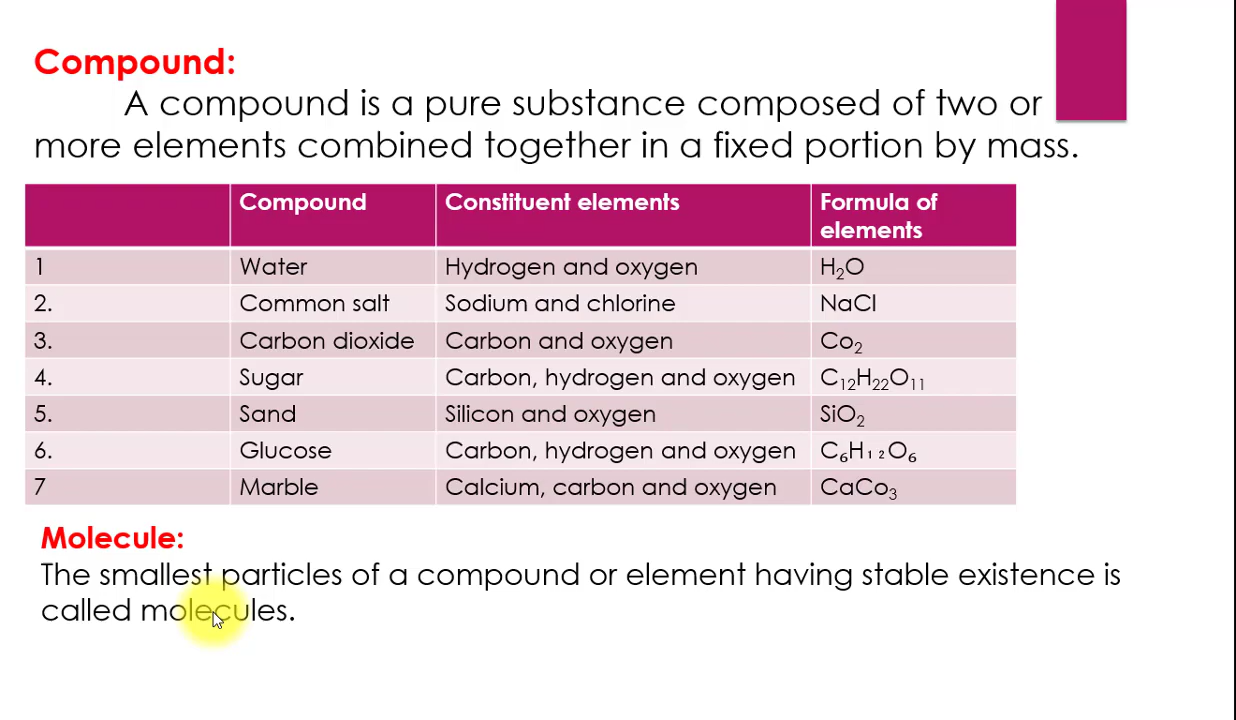 Compound:
A compound is a pure substance composed of two or
more elements combined together in a fixed portion by mass.
Compound Constituent elements Formula of
elements
1 Water Hydrogen and oxygen H₂O
2. Common salt Sodium and chlorine NaCl
3. Carbon dioxide Carbon and oxygen Co₂
4. Sugar Carbon, hydrogen and oxygen C₁₂H₂₂O₁₁
5. Sand Silicon and oxygen SiO₂
6. Glucose Carbon, hydrogen and oxygen C₆H₁₂O₆
7 Marble Calcium, carbon and oxygen CaCo₃
Molecule:
The smallest particles of a compound or element having stable existence is
called molecules.